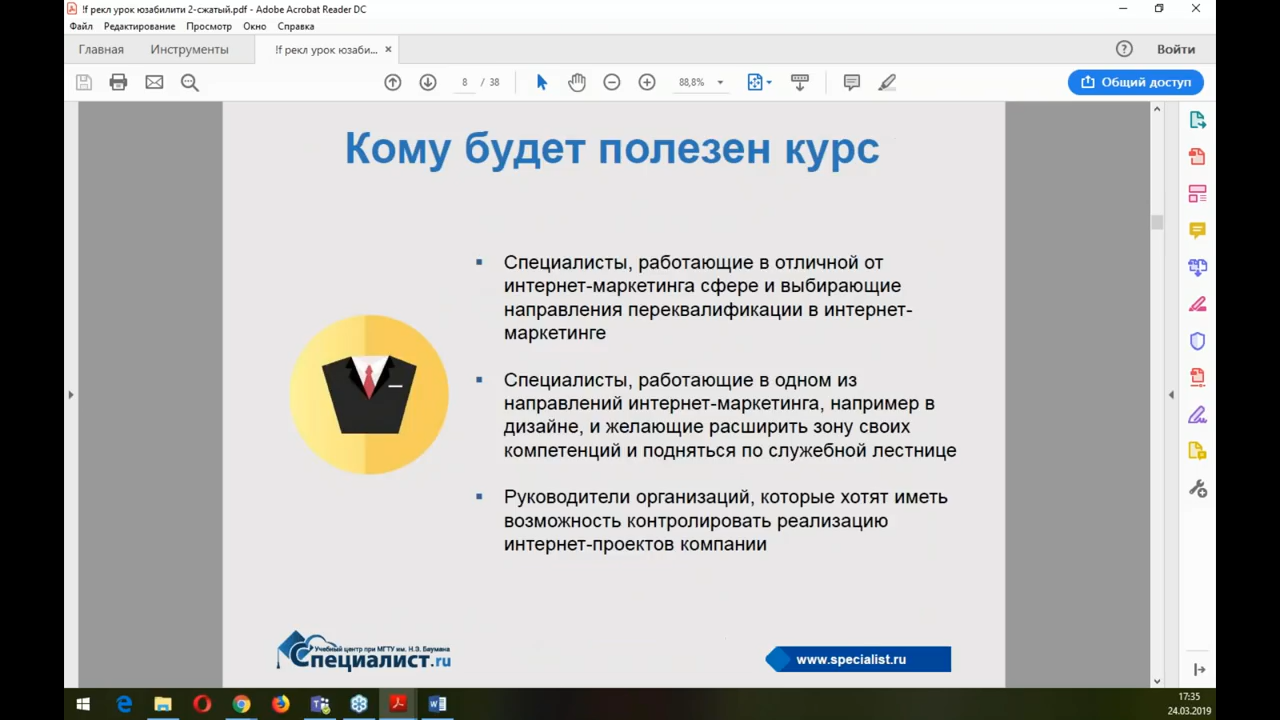 !f рекл урок юзабилити 2-сжатый.pdf - Adobe Acrobat Reader DC
Файл Редактирование Просмотр Окно Справка
Главная Инструменты !f рекл урок юзаби... × Войти
8 / 38 88,8% Общий доступ
Кому будет полезен курс
Специалисты, работающие в отличной от
интернет-маркетинга сфере и выбирающие
направления переквалификации в интернет-
маркетинге
Специалисты, работающие в одном из
направлений интернет-маркетинга, например в
дизайне, и желающие расширить зону своих
компетенций и подняться по служебной лестнице
Руководители организаций, которые хотят иметь
возможность контролировать реализацию
интернет-проектов компании
Учебный центр при МГТУ им. Н.Э. Баумана
Специалист.ru
www.specialist.ru
17:35
24.03.2019